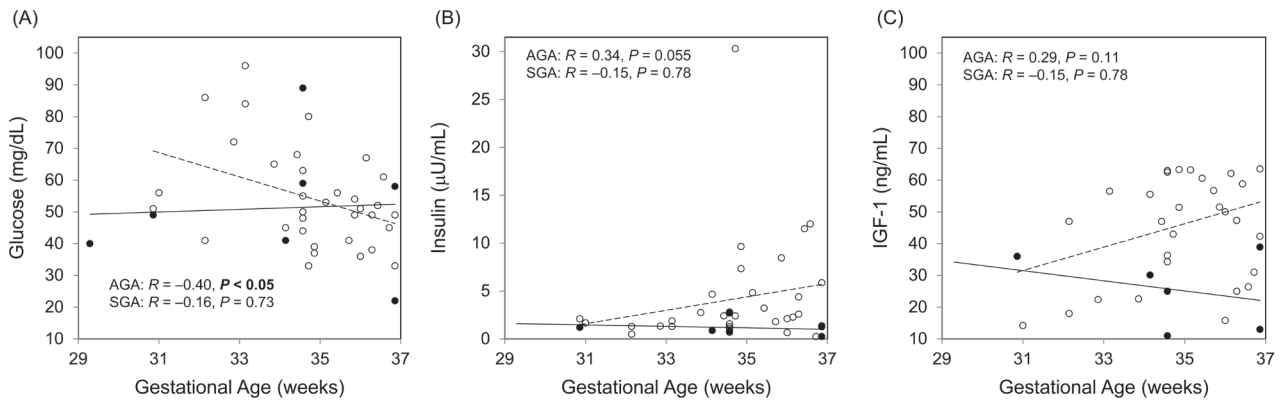 (A)
Glucose (mg/dL)
100
90
80
70
60
50
40
30
20
10
AGA: R = –0.40, P < 0.05
SGA: R = –0.16, P = 0.73
29 31 33 35 37
Gestational Age (weeks)
(B)
Insulin (μU/mL)
30
25
20
15
10
5
0
AGA: R = 0.34, P = 0.055
SGA: R = –0.15, P = 0.78
29 31 33 35 37
Gestational Age (weeks)
(C)
IGF-1 (ng/mL)
100
90
80
70
60
50
40
30
20
10
AGA: R = 0.29, P = 0.11
SGA: R = –0.15, P = 0.78
29 31 33 35 37
Gestational Age (weeks)